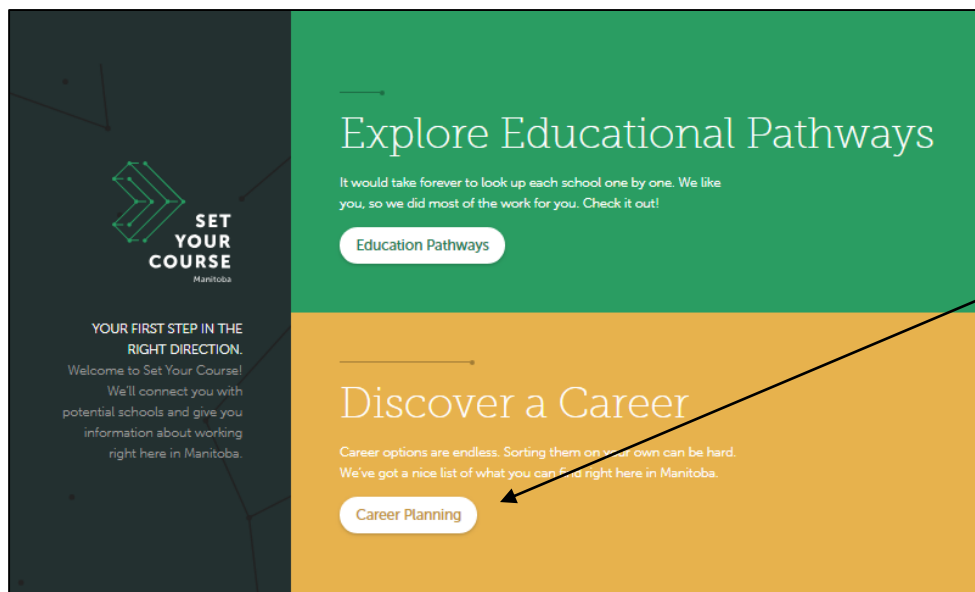 SET
YOUR
COURSE
Manitoba
YOUR FIRST STEP IN THE
RIGHT DIRECTION.
Welcome to Set Your Course!
We'll connect you with
potential schools and give you
information about working
right here in Manitoba.
Explore Educational Pathways
It would take forever to look up each school one by one. We like
you, so we did most of the work for you. Check it out!
Education Pathways
Discover a Career
Career options are endless. Sorting them on your own can be hard.
We've got a nice list of what you can find right here in Manitoba.
Career Planning